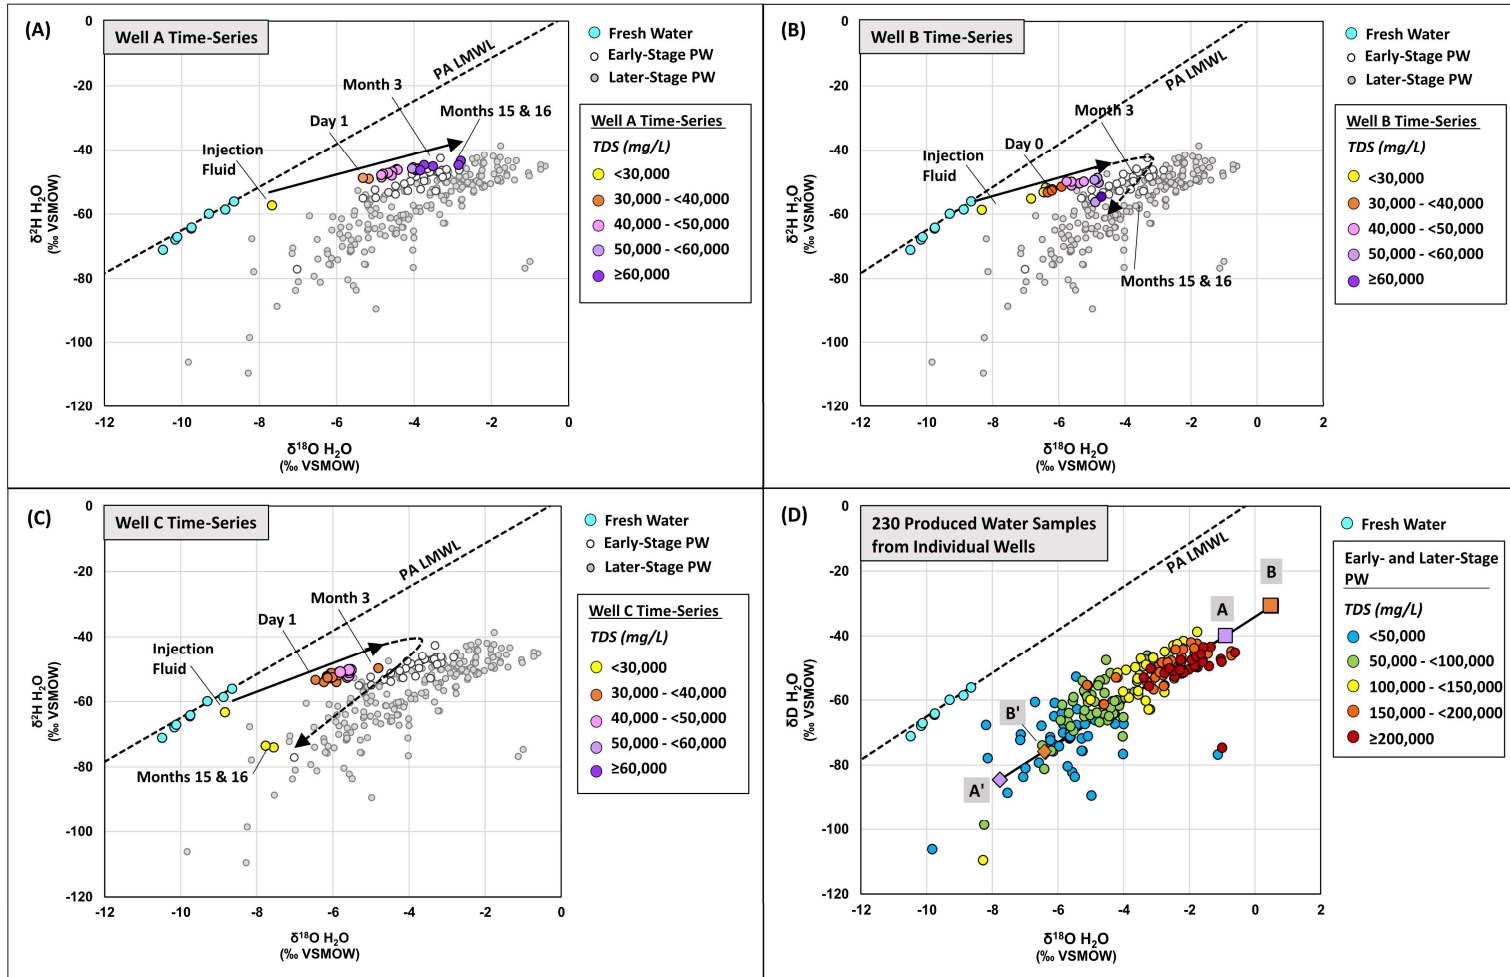 (A)
Well A Time-Series
PA LMWL
Month 3
Months 15 & 16
Day 1
Injection
Fluid
0
-20
-40
-60
-80
-100
-120
-12
-10
-8
-6
-4
-2
0
δ²H H₂O
(‰ VSMOW)
δ¹⁸O H₂O
(‰ VSMOW)
Fresh Water
Early-Stage PW
Later-Stage PW
Well A Time-Series
TDS (mg/L)
<30,000
30,000 - <40,000
40,000 - <50,000
50,000 - <60,000
≥60,000
(B)
Well B Time-Series
PA LMWL
Month 3
Day 0
Injection
Fluid
Months 15 & 16
0
-20
-40
-60
-80
-100
-120
-12
-10
-8
-6
-4
-2
0
2
δ²H H₂O
(‰ VSMOW)
δ¹⁸O H₂O
(‰ VSMOW)
Fresh Water
Early-Stage PW
Later-Stage PW
Well B Time-Series
TDS (mg/L)
<30,000
30,000 - <40,000
40,000 - <50,000
50,000 - <60,000
≥60,000
(C)
Well C Time-Series
PA LMWL
Month 3
Day 1
Injection
Fluid
Months 15 & 16
0
-20
-40
-60
-80
-100
-120
-12
-10
-8
-6
-4
-2
0
δ²H H₂O
(‰ VSMOW)
δ¹⁸O H₂O
(‰ VSMOW)
Fresh Water
Early-Stage PW
Later-Stage PW
Well C Time-Series
TDS (mg/L)
<30,000
30,000 - <40,000
40,000 - <50,000
50,000 - <60,000
≥60,000
(D)
230 Produced Water Samples
from Individual Wells
PA LMWL
B
A
B'
A'
0
-20
-40
-60
-80
-100
-120
-12
-10
-8
-6
-4
-2
0
2
δD H₂O
(‰ VSMOW)
δ¹⁸O H₂O
(‰ VSMOW)
Fresh Water
Early- and Later-Stage
PW
TDS (mg/L)
<50,000
50,000 - <100,000
100,000 - <150,000
150,000 - <200,000
≥200,000